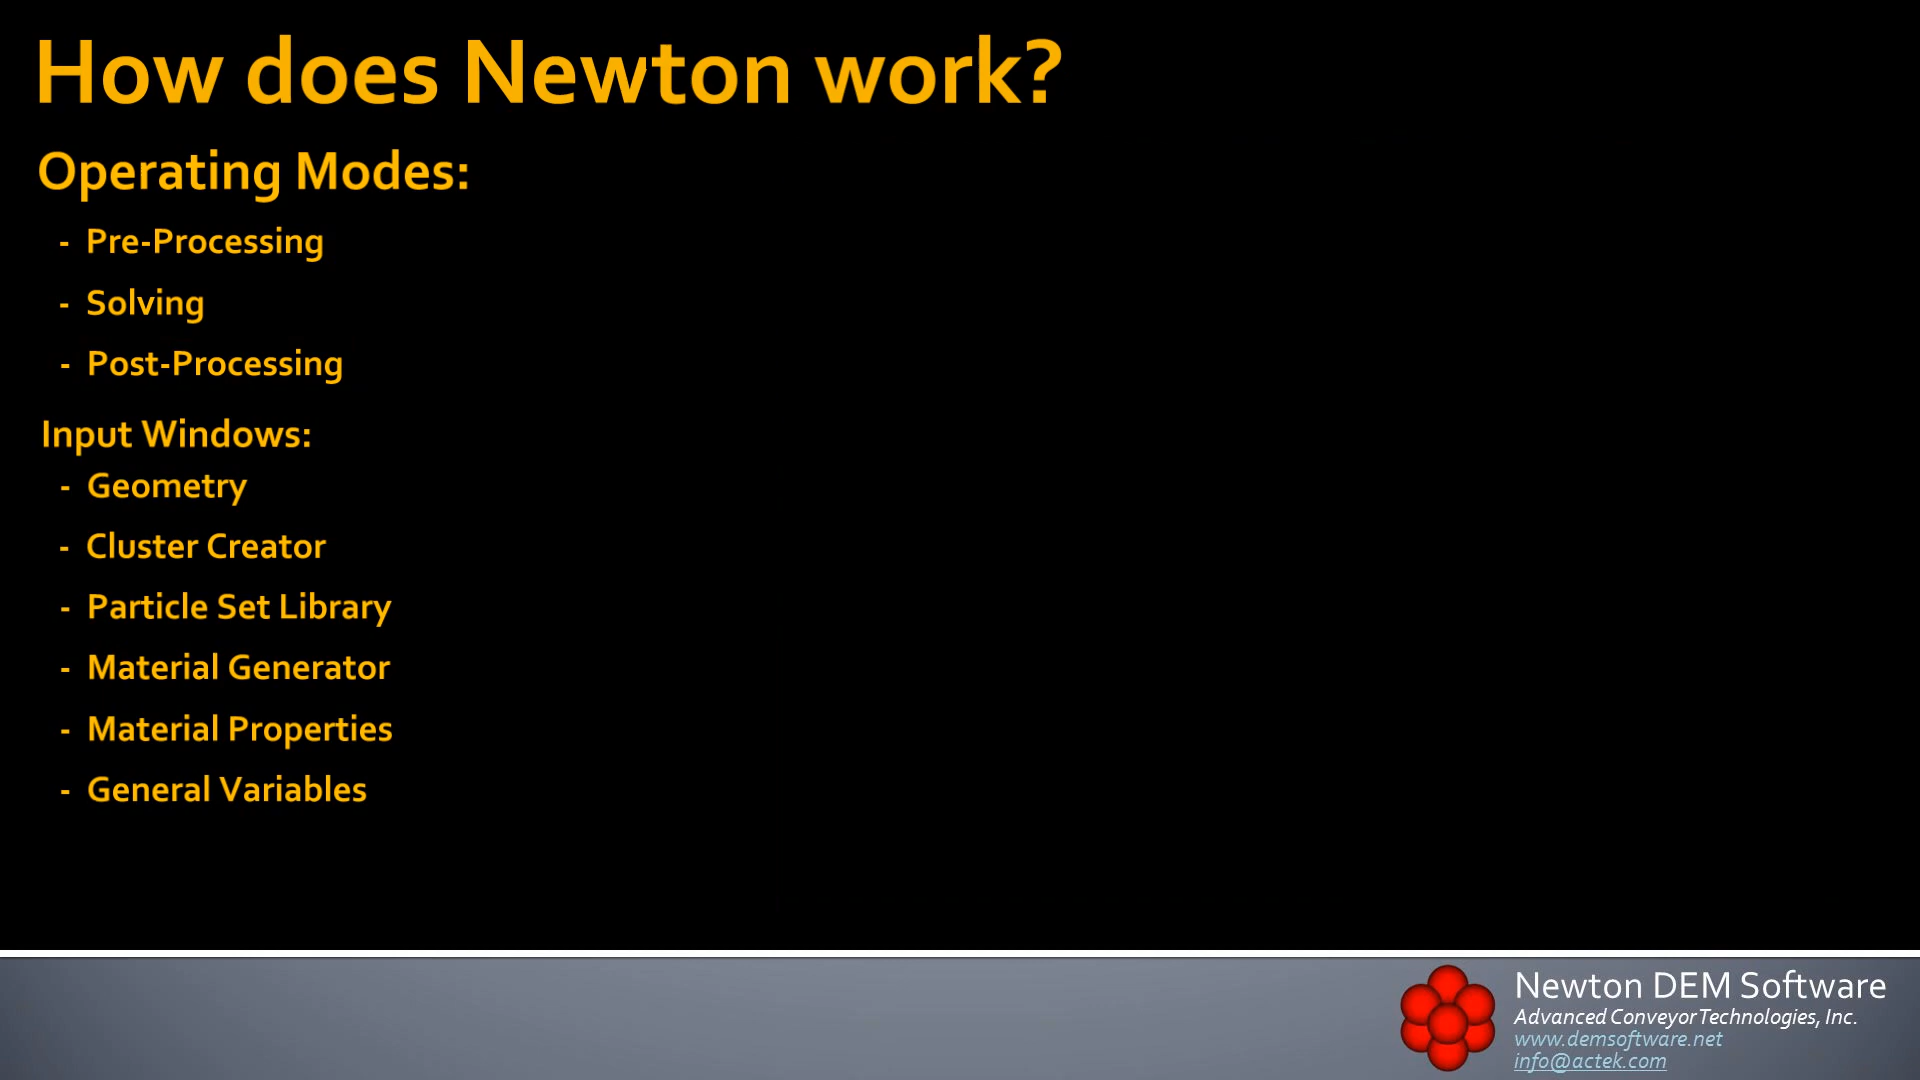 How does Newton work?
Operating Modes:
- Pre-Processing
- Solving
- Post-Processing
Input Windows:
- Geometry
- Cluster Creator
- Particle Set Library
- Material Generator
- Material Properties
- General Variables
Newton DEM Software
Advanced Conveyor Technologies, Inc.
www.demsoftware.net
info@actek.com